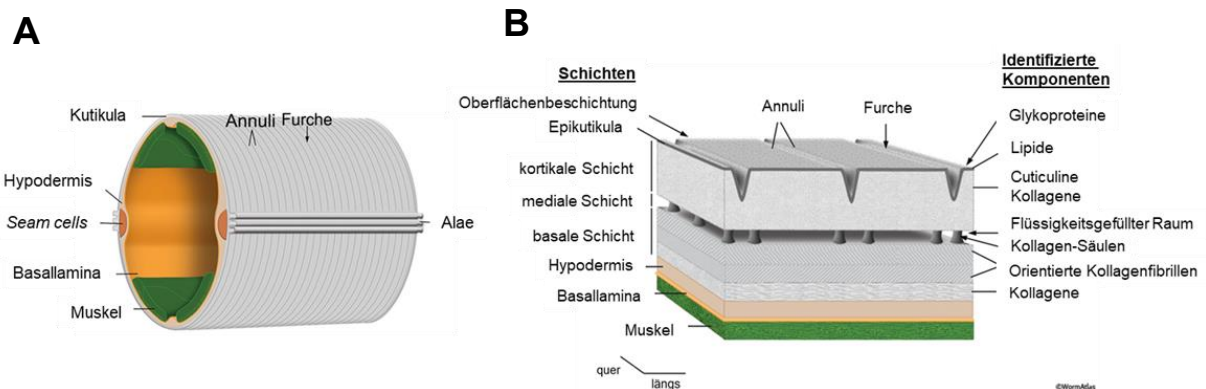 A
Kutikula
Annuli Furche
Hypodermis
Seam cells
Alae
Basallamina
Muskel
B
Schichten
Oberflächenbeschichtung
Epikutikula
kortikale Schicht
mediale Schicht
basale Schicht
Hypodermis
Basallamina
Muskel
Annuli
Furche
Identifizierte
Komponenten
Glykoproteine
Lipide
Cuticuline
Kollagene
Flüssigkeitsgefüllter Raum
Kollagen-Säulen
Orientierte Kollagenfibrillen
Kollagene
quer
längs
©WormAtlas